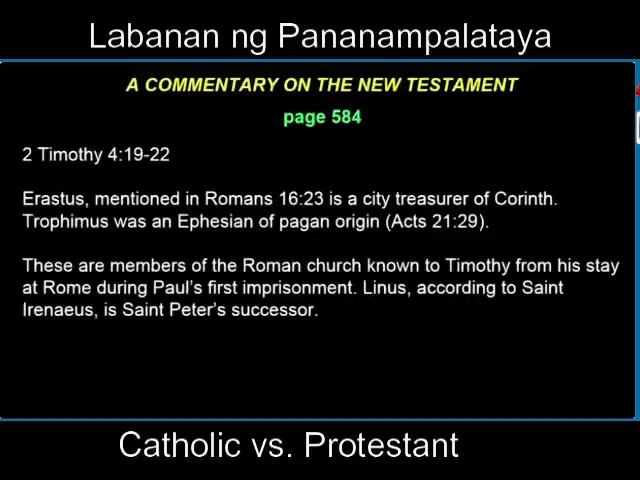 Labanan ng Pananampalataya
A COMMENTARY ON THE NEW TESTAMENT
page 584
2 Timothy 4:19-22
Erastus, mentioned in Romans 16:23 is a city treasurer of Corinth.
Trophimus was an Ephesian of pagan origin (Acts 21:29).
These are members of the Roman church known to Timothy from his stay
at Rome during Paul's first imprisonment. Linus, according to Saint
Irenaeus, is Saint Peter's successor.
Catholic vs. Protestant